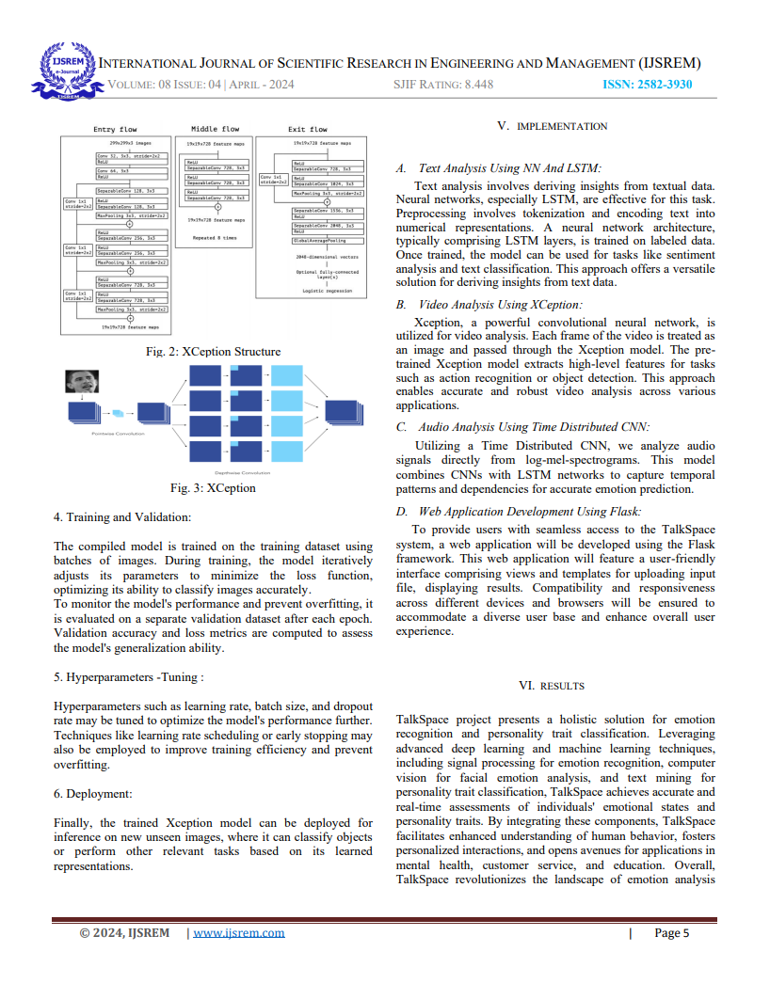 IJSREM
e-Journal
IJSREM
INTERNATIONAL JOURNAL OF SCIENTIFIC RESEARCH IN ENGINEERING AND MANAGEMENT (IJSREM)
VOLUME: 08 ISSUE: 04 | APRIL - 2024 SJIF RATING: 8.448 ISSN: 2582-3930
Entry flow
299x299x3 images
Conv 32, 3x3, stride=2x2
ReLU
Conv 64, 3x3
ReLU
SeparableConv 128, 3x3
Conv 1x1
stride=2x2
ReLU
SeparableConv 128, 3x3
MaxPooling 3x3, stride=2x2
+
ReLU
SeparableConv 256, 3x3
Conv 1x1
stride=2x2
ReLU
SeparableConv 256, 3x3
MaxPooling 3x3, stride=2x2
+
ReLU
SeparableConv 728, 3x3
Conv 1x1
stride=2x2
ReLU
SeparableConv 728, 3x3
MaxPooling 3x3, stride=2x2
+
19x19x728 feature maps
Middle flow
19x19x728 feature maps
ReLU
SeparableConv 728, 3x3
ReLU
SeparableConv 728, 3x3
ReLU
SeparableConv 728, 3x3
+
19x19x728 feature maps
Repeated 8 times
Exit flow
19x19x728 feature maps
ReLU
SeparableConv 728, 3x3
Conv 1x1
stride=2x2
ReLU
SeparableConv 1024, 3x3
MaxPooling 3x3, stride=2x2
+
SeparableConv 1536, 3x3
ReLU
SeparableConv 2048, 3x3
ReLU
GlobalAveragePooling
2048-dimensional vectors
Optional fully-connected
layer(s)
Logistic regression
Fig. 2: XCeption Structure
Pointwise Convolution
Depthwise Convolution
Fig. 3: XCeption
4. Training and Validation:
The compiled model is trained on the training dataset using
batches of images. During training, the model iteratively
adjusts its parameters to minimize the loss function,
optimizing its ability to classify images accurately.
To monitor the model's performance and prevent overfitting, it
is evaluated on a separate validation dataset after each epoch.
Validation accuracy and loss metrics are computed to assess
the model's generalization ability.
5. Hyperparameters -Tuning :
Hyperparameters such as learning rate, batch size, and dropout
rate may be tuned to optimize the model's performance further.
Techniques like learning rate scheduling or early stopping may
also be employed to improve training efficiency and prevent
overfitting.
6. Deployment:
Finally, the trained Xception model can be deployed for
inference on new unseen images, where it can classify objects
or perform other relevant tasks based on its learned
representations.
V. IMPLEMENTATION
A. Text Analysis Using NN And LSTM:
Text analysis involves deriving insights from textual data.
Neural networks, especially LSTM, are effective for this task.
Preprocessing involves tokenization and encoding text into
numerical representations. A neural network architecture,
typically comprising LSTM layers, is trained on labeled data.
Once trained, the model can be used for tasks like sentiment
analysis and text classification. This approach offers a versatile
solution for deriving insights from text data.
B. Video Analysis Using XCeption:
Xception, a powerful convolutional neural network, is
utilized for video analysis. Each frame of the video is treated as
an image and passed through the Xception model. The pre-
trained Xception model extracts high-level features for tasks
such as action recognition or object detection. This approach
enables accurate and robust video analysis across various
applications.
C. Audio Analysis Using Time Distributed CNN:
Utilizing a Time Distributed CNN, we analyze audio
signals directly from log-mel-spectrograms. This model
combines CNNs with LSTM networks to capture temporal
patterns and dependencies for accurate emotion prediction.
D. Web Application Development Using Flask:
To provide users with seamless access to the TalkSpace
system, a web application will be developed using the Flask
framework. This web application will feature a user-friendly
interface comprising views and templates for uploading input
file, displaying results. Compatibility and responsiveness
across different devices and browsers will be ensured to
accommodate a diverse user base and enhance overall user
experience.
VI. RESULTS
TalkSpace project presents a holistic solution for emotion
recognition and personality trait classification. Leveraging
advanced deep learning and machine learning techniques,
including signal processing for emotion recognition, computer
vision for facial emotion analysis, and text mining for
personality trait classification, TalkSpace achieves accurate and
real-time assessments of individuals' emotional states and
personality traits. By integrating these components, TalkSpace
facilitates enhanced understanding of human behavior, fosters
personalized interactions, and opens avenues for applications in
mental health, customer service, and education. Overall,
TalkSpace revolutionizes the landscape of emotion analysis
© 2024, IJSREM | www.ijsrem.com | Page 5